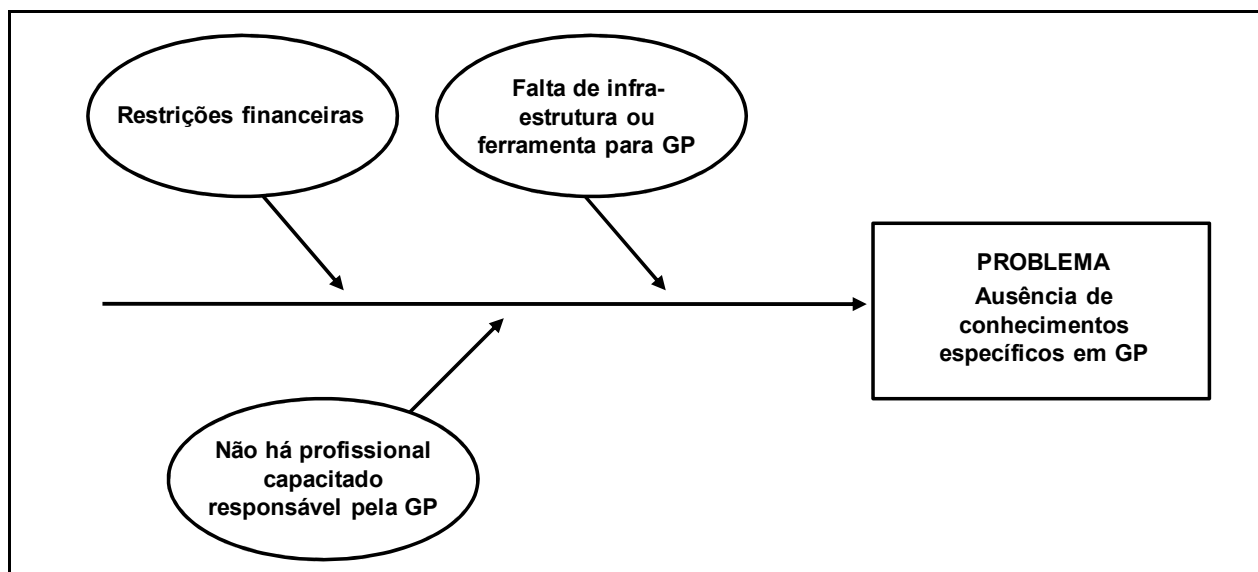 Restrições financeiras
Falta de infra-
estrutura ou
ferramenta para GP
PROBLEMA
Ausência de
conhecimentos
específicos em GP
Não há profissional
capacitado
responsável pela GP